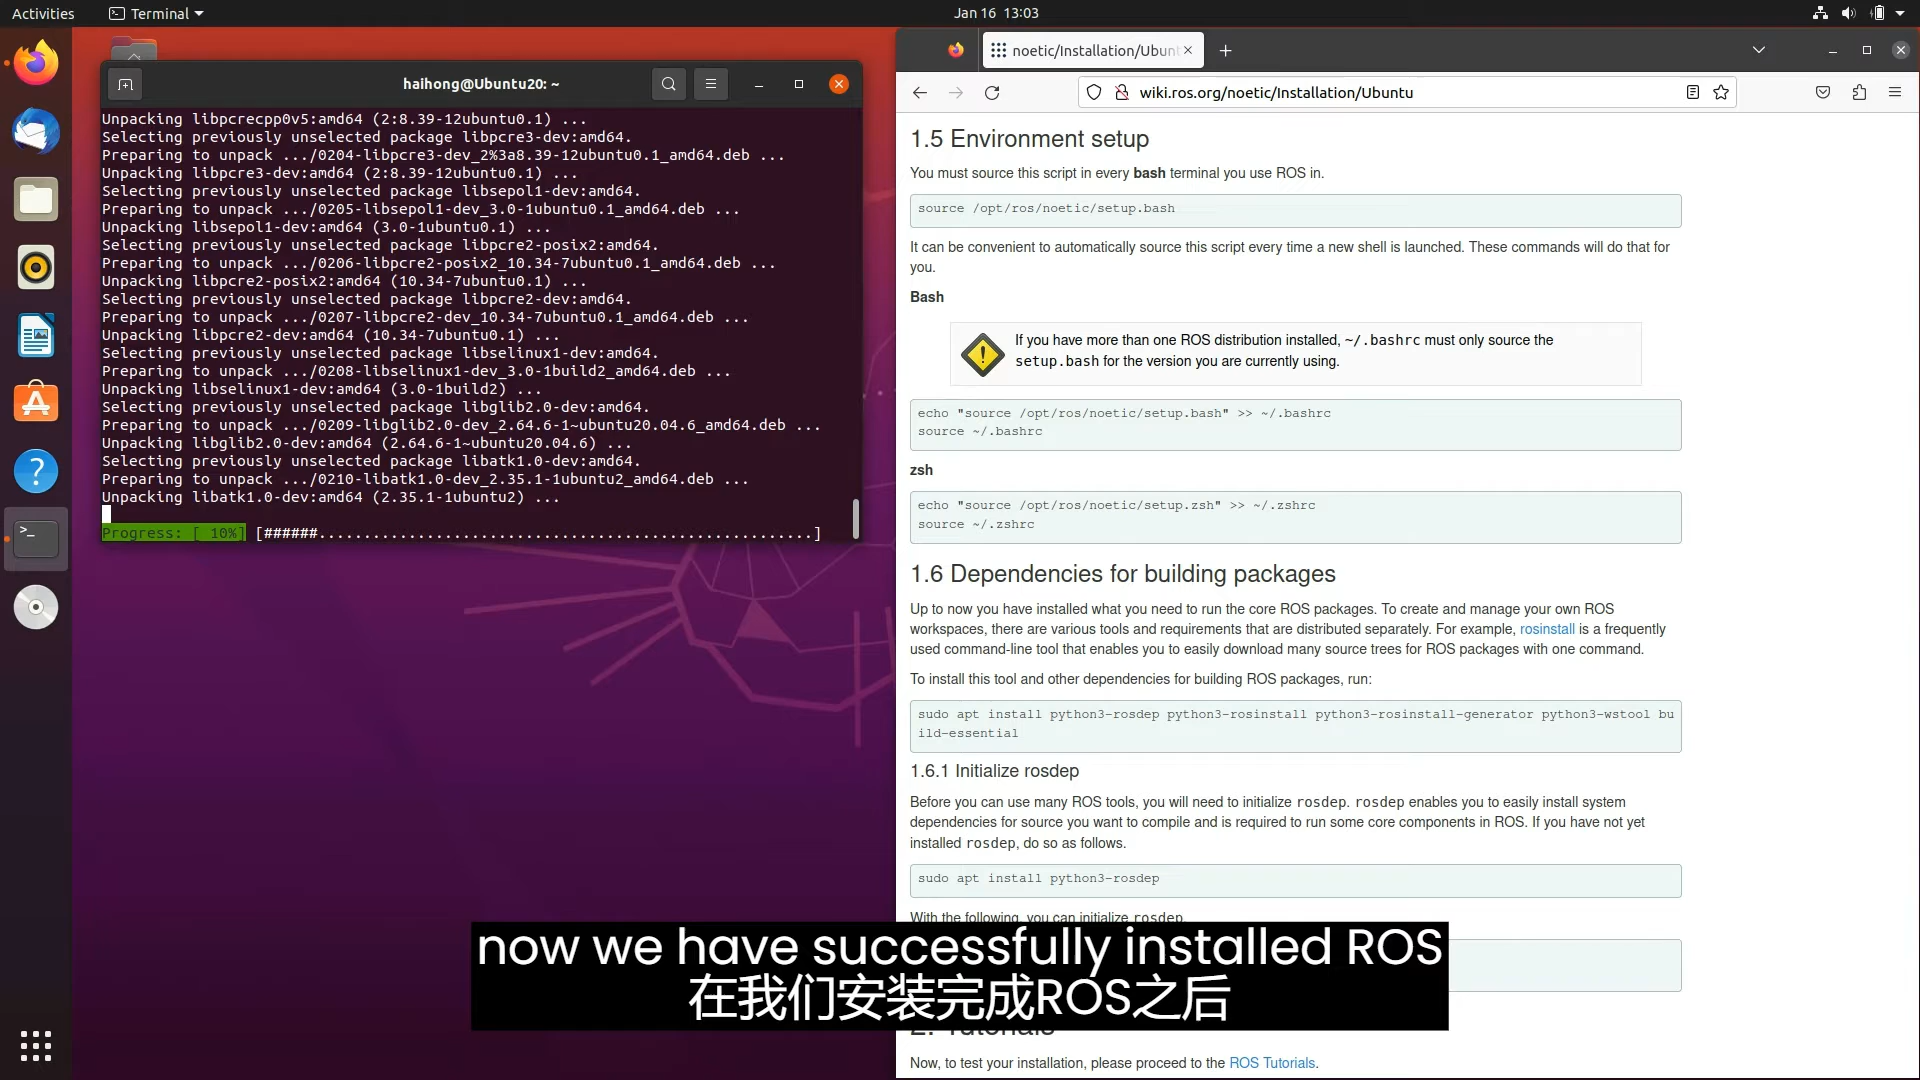 Activities
Terminal
Jan 16 13:03
haihong@Ubuntu20: ~
Unpacking libpcrecpp0v5:amd64 (2:8.39-12ubuntu0.1) ...
Selecting previously unselected package libpcre3-dev:amd64.
Preparing to unpack .../0204-libpcre3-dev_2%3a8.39-12ubuntu0.1_amd64.deb ...
Unpacking libpcre3-dev:amd64 (2:8.39-12ubuntu0.1) ...
Selecting previously unselected package libsepol1-dev:amd64.
Preparing to unpack .../0205-libsepol1-dev_3.0-1ubuntu0.1_amd64.deb ...
Unpacking libsepol1-dev:amd64 (3.0-1ubuntu0.1) ...
Selecting previously unselected package libpcre2-posix2:amd64.
Preparing to unpack .../0206-libpcre2-posix2_10.34-7ubuntu0.1_amd64.deb ...
Unpacking libpcre2-posix2:amd64 (10.34-7ubuntu0.1) ...
Selecting previously unselected package libpcre2-dev:amd64.
Preparing to unpack .../0207-libpcre2-dev_10.34-7ubuntu0.1_amd64.deb ...
Unpacking libpcre2-dev:amd64 (10.34-7ubuntu0.1) ...
Selecting previously unselected package libselinux1-dev:amd64.
Preparing to unpack .../0208-libselinux1-dev_3.0-1build2_amd64.deb ...
Unpacking libselinux1-dev:amd64 (3.0-1build2) ...
Selecting previously unselected package libglib2.0-dev:amd64.
Preparing to unpack .../0209-libglib2.0-dev_2.64.6-1~ubuntu20.04.6_amd64.deb ...
Unpacking libglib2.0-dev:amd64 (2.64.6-1~ubuntu20.04.6) ...
Selecting previously unselected package libatk1.0-dev:amd64.
Preparing to unpack .../0210-libatk1.0-dev_2.35.1-1ubuntu2_amd64.deb ...
Unpacking libatk1.0-dev:amd64 (2.35.1-1ubuntu2) ...
Progress: [ 10%] [######.......................................................]
noetic/Installation/Ubunt
wiki.ros.org/noetic/Installation/Ubuntu
1.5 Environment setup
You must source this script in every bash terminal you use ROS in.
source /opt/ros/noetic/setup.bash
It can be convenient to automatically source this script every time a new shell is launched. These commands will do that for
you.
Bash
If you have more than one ROS distribution installed, ~/.bashrc must only source the
setup.bash for the version you are currently using.
echo "source /opt/ros/noetic/setup.bash" >> ~/.bashrc
source ~/.bashrc
zsh
echo "source /opt/ros/noetic/setup.zsh" >> ~/.zshrc
source ~/.zshrc
1.6 Dependencies for building packages
Up to now you have installed what you need to run the core ROS packages. To create and manage your own ROS
workspaces, there are various tools and requirements that are distributed separately. For example, rosinstall is a frequently
used command-line tool that enables you to easily download many source trees for ROS packages with one command.
To install this tool and other dependencies for building ROS packages, run:
sudo apt install python3-rosdep python3-rosinstall python3-rosinstall-generator python3-wstool bu
ild-essential
1.6.1 Initialize rosdep
Before you can use many ROS tools, you will need to initialize rosdep. rosdep enables you to easily install system
dependencies for source you want to compile and is required to run some core components in ROS. If you have not yet
installed rosdep, do so as follows.
sudo apt install python3-rosdep
With the following, you can initialize rosdep.
now we have successfully installed ROS
在我们安装完成ROS之后
2. Tutorials
Now, to test your installation, please proceed to the ROS Tutorials.